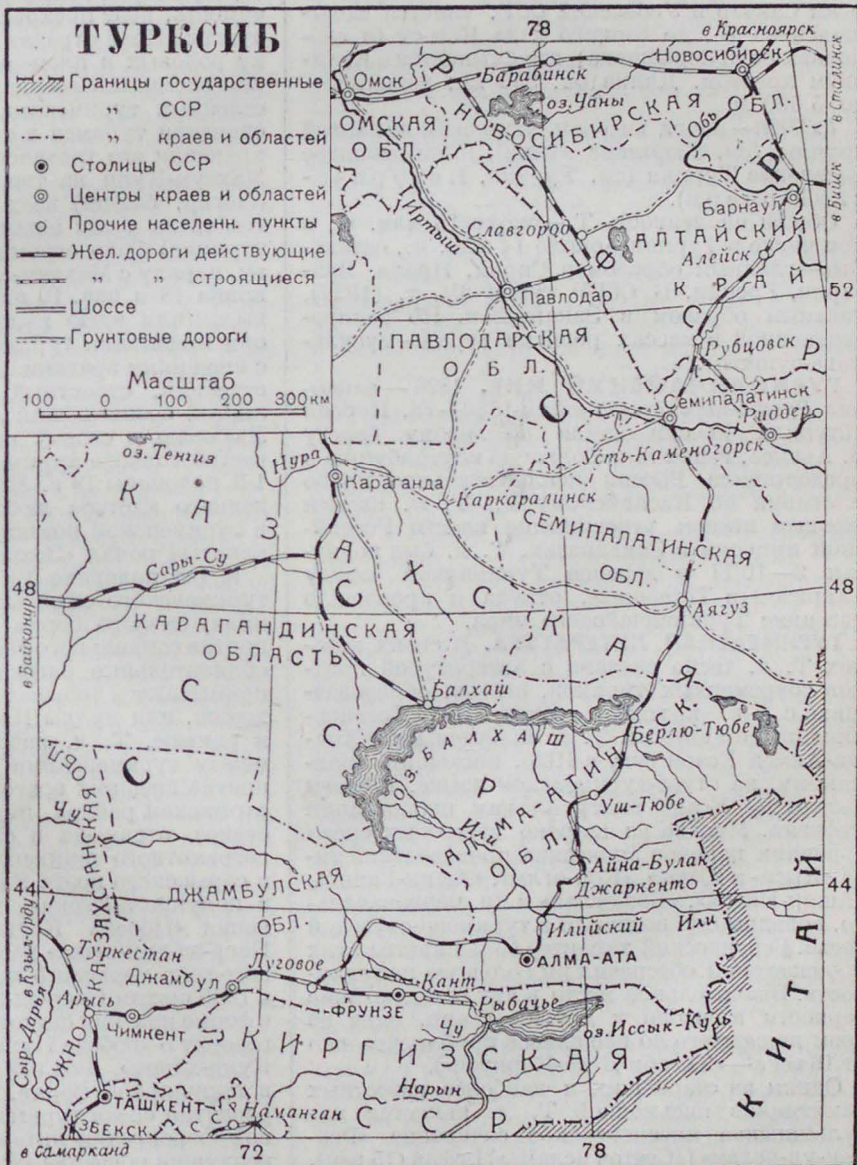 ТУРКСИБ
Границы государственные
„ ССР
„ краев и областей
Столицы ССР
Центры краев и областей
Прочие населенн. пункты
Жел. дороги действующие
„ строящиеся
Шоссе
Грунтовые дороги
Масштаб
100 0 100 200 300 км
78
в Красноярск
Омск
Барабинск
Новосибирск
в Сталинск
оз. Чаны
ОМСКАЯ
ОБЛ.
НОВОСИБИРСКАЯ
ОБЛ.
Обь
Р С Ф С Р
Иртыш
Славгород
Барнаул
в Бийск
АЛТАЙСКИЙ
КРАЙ
Алейск
52
Павлодар
ПАВЛОДАРСКАЯ
ОБЛ.
Рубцовск
Семипалатинск
Риддер
Усть-Каменогорск
оз. Тенгиз
Нура
Караганда
Каркаралинск
СЕМИПАЛАТИНСКАЯ
ОБЛ.
КАЗАХСКАЯ
Сары-Су
48
48
Аягуз
в Байконур
КАРАГАНДИНСКАЯ
ОБЛАСТЬ
ССР
Балхаш
ОЗ. БАЛХАШ
Берлю-Тюбе
АЛМА-АТИНСК.
ОБЛ.
Уш-Тюбе
Чу
Или
ЮЖНО-КАЗАХСТАНСКАЯ ОБЛ.
Айна-Булак
Джаркенто
44
44
ДЖАМБУЛСКАЯ
ОБЛ.
Илийский
Или
АЛМА-АТА
в Кзыл-Орду
Туркестан
Джамбул
Луговое
Кант
ФРУНЗЕ
Рыбачье
Арысь
Чимкент
Чу
оз. Иссык-Куль
Сыр-Дарья
КИРГИЗСКАЯ
ССР
Нарын
КИТАЙ
ТАШКЕНТ
Наманган
УЗБЕКСК. ССР
в Самарканд
72
78